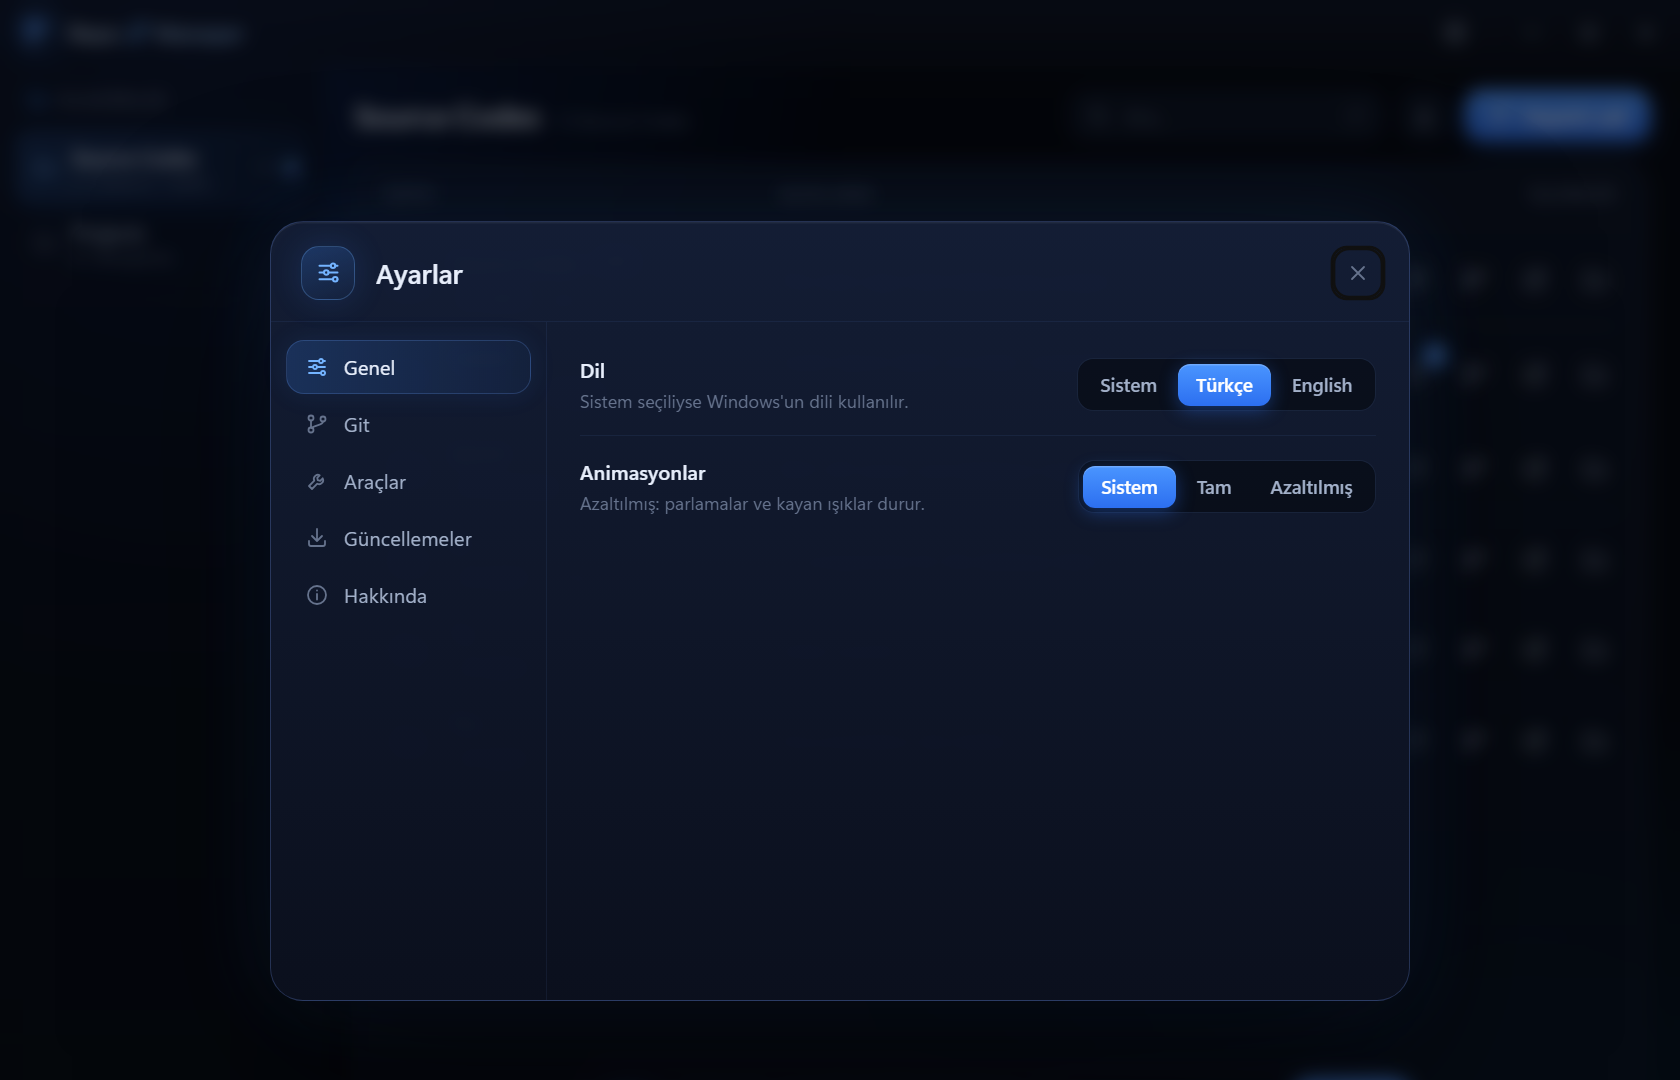 Ayarlar
Genel
Git
Araçlar
Güncellemeler
Hakkında
Dil
Sistem seçiliyse Windows'un dili kullanılır.
Sistem Türkçe English
Animasyonlar
Azaltılmış: parlamalar ve kayan ışıklar durur.
Sistem Tam Azaltılmış